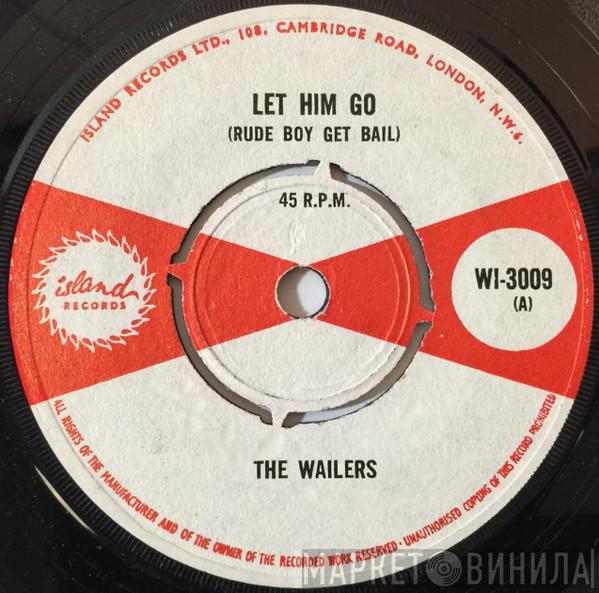 ISLAND RECORDS LTD., 108, CAMBRIDGE ROAD, LONDON, N.W.6.
LET HIM GO
(RUDE BOY GET BAIL)
45 R.P.M.
island
RECORDS
WI-3009
(A)
THE WAILERS
ALL RIGHTS OF THE MANUFACTURER AND OF THE OWNER OF THE RECORDED WORK RESERVED · UNAUTHORISED COPYING OF THIS RECORD PROHIBITED
МАРКЕТ ВИНИЛА